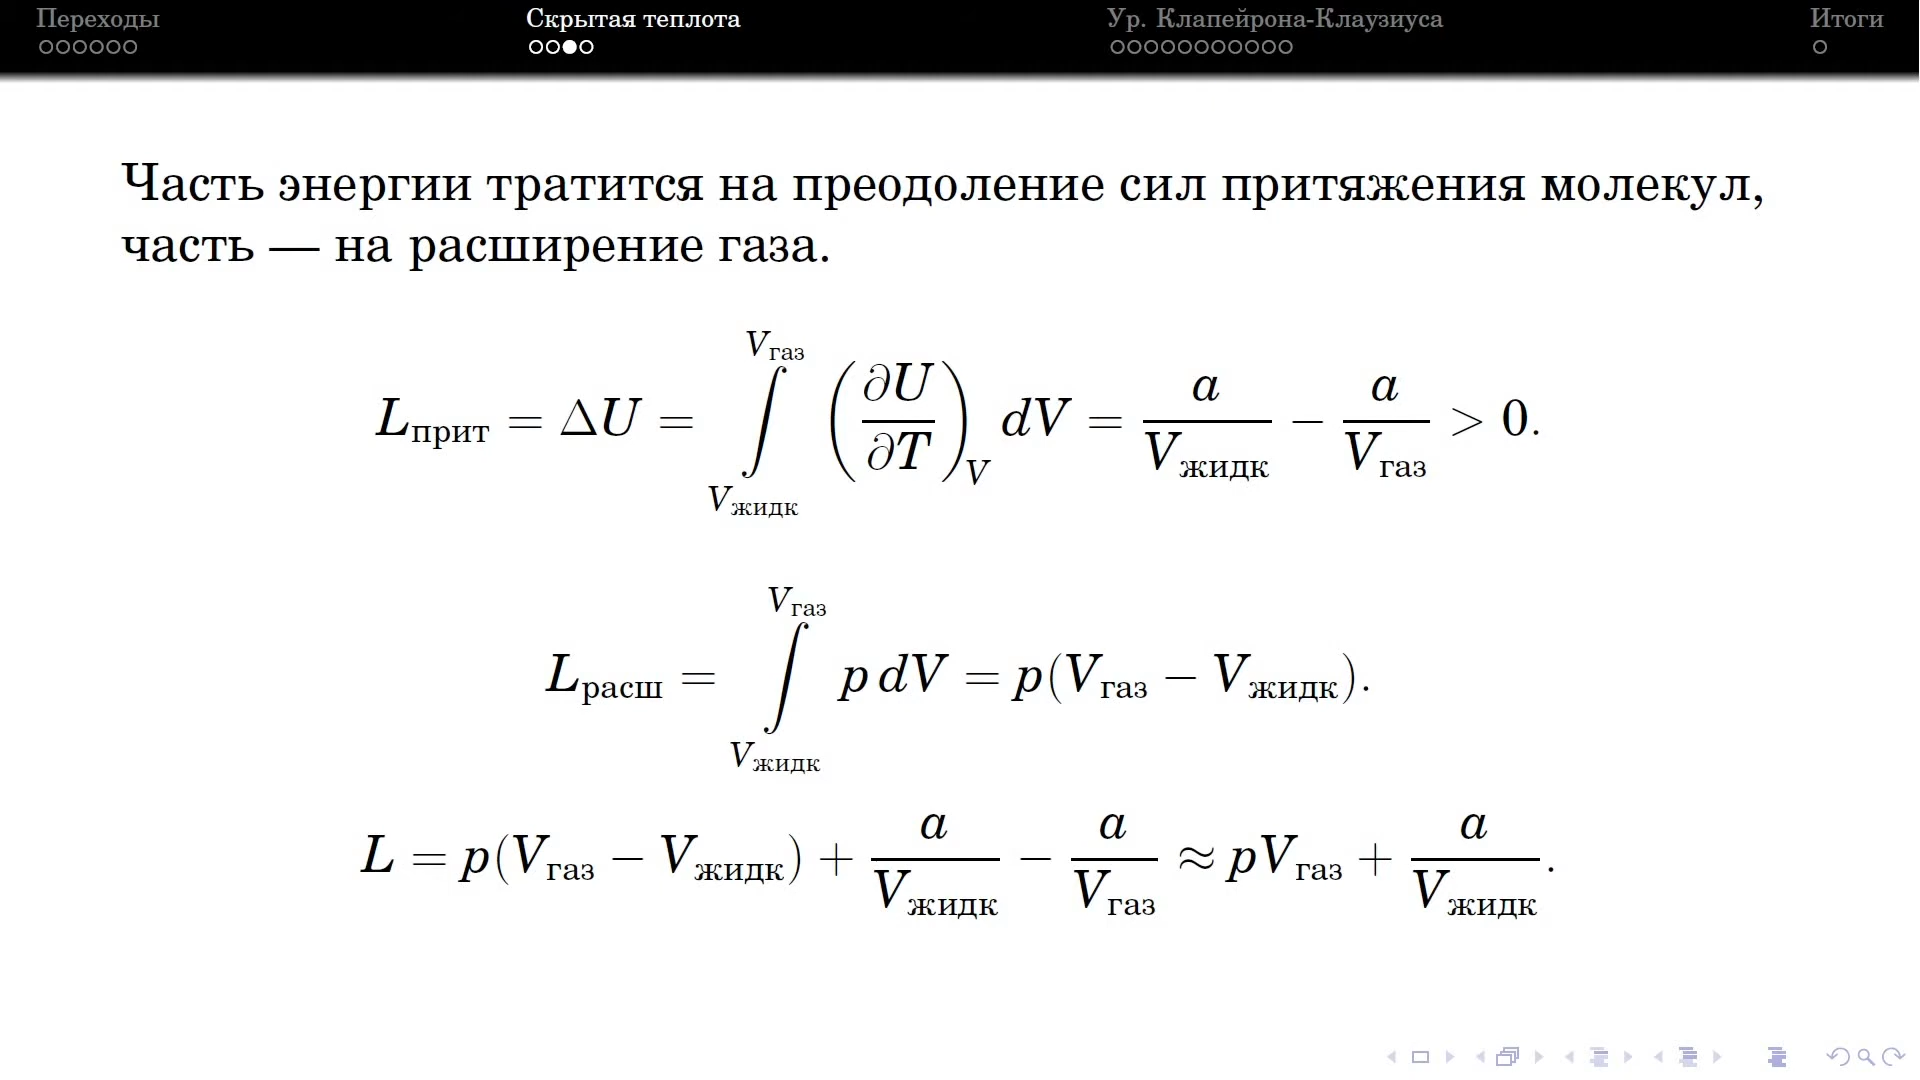 Переходы
Скрытая теплота
Ур. Клапейрона-Клаузиуса
Итоги
Часть энергии тратится на преодоление сил притяжения молекул,
часть — на расширение газа.
L_прит = ΔU = ∫_{V_жидк}^{V_газ} (∂U/∂T)_V dV = a/V_жидк − a/V_газ > 0.
L_расш = ∫_{V_жидк}^{V_газ} p dV = p(V_газ − V_жидк).
L = p(V_газ − V_жидк) + a/V_жидк − a/V_газ ≈ pV_газ + a/V_жидк.